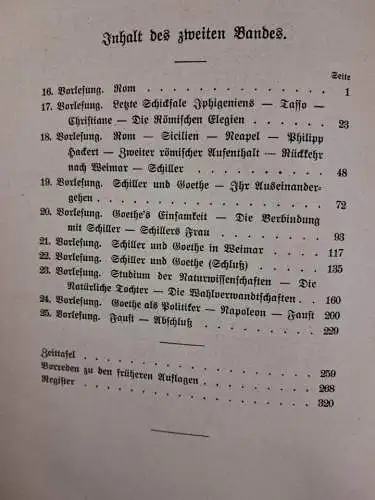 Inhalt des zweiten Bandes.
Seite
16. Vorlesung. Rom . . . . . . . . . . . . . . 1
17. Vorlesung. Letzte Schicksale Iphigeniens — Tasso —
Christiane — Die Römischen Elegien . . . . . 23
18. Vorlesung. Rom — Sicilien — Neapel — Philipp
Hackert — Zweiter römischer Aufenthalt — Rückkehr
nach Weimar — Schiller . . . . . . . . . 48
19. Vorlesung. Schiller und Goethe — Ihr Auseinander-
gehen . . . . . . . . . . . . . . . 72
20. Vorlesung. Goethe's Einsamkeit — Die Verbindung
mit Schiller — Schillers Frau . . . . . . . 93
21. Vorlesung. Schiller und Goethe in Weimar . . . . 117
22. Vorlesung. Schiller und Goethe (Schluß) . . . . . 135
23. Vorlesung. Studium der Naturwissenschaften — Die
Natürliche Tochter — Die Wahlverwandtschaften . . 160
24. Vorlesung. Goethe als Politiker — Napoleon — Faust 200
25. Vorlesung. Faust — Abschluß . . . . . . . . 229
Zeittafel . . . . . . . . . . . . . . . 259
Vorreden zu den früheren Auflagen . . . . . . . . 268
Register . . . . . . . . . . . . . . . 320